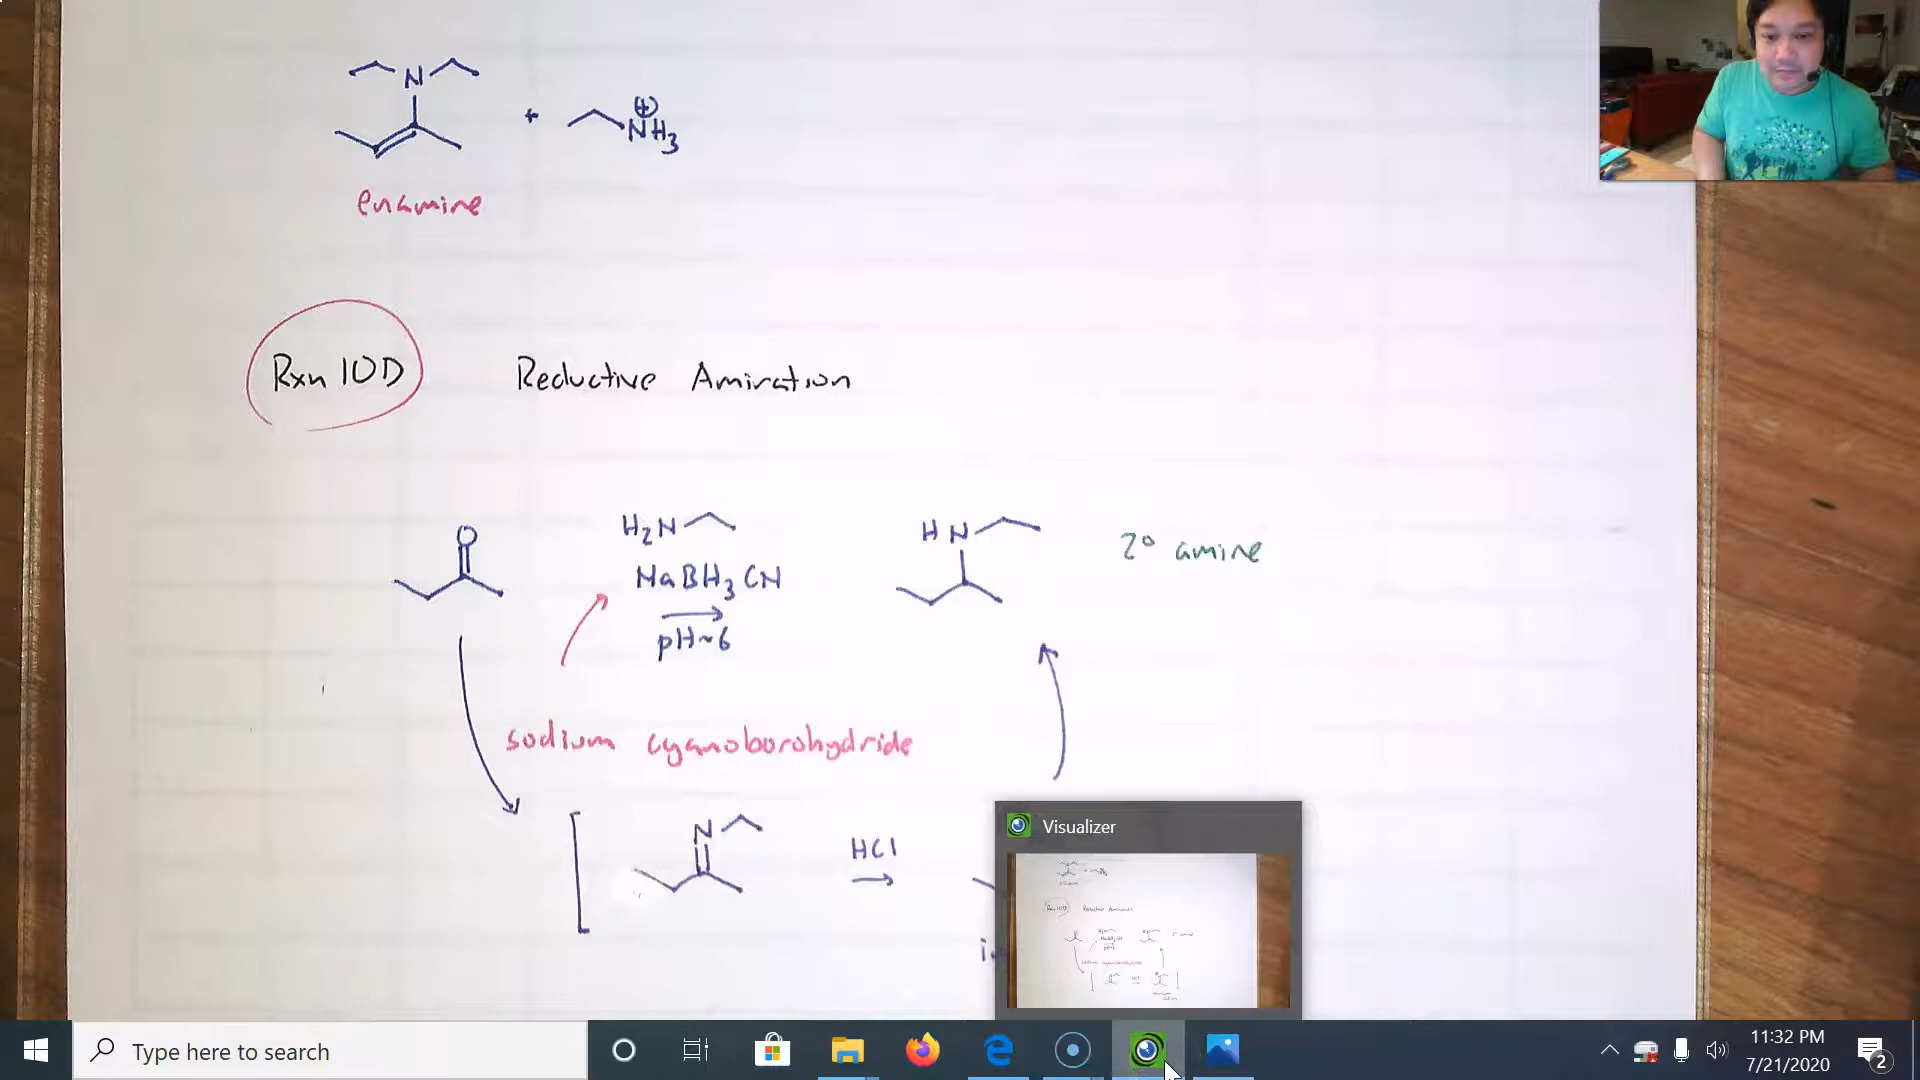 N
+ NH3
⊕
enamine
Rxn 10D Reductive Amination
O
H2N
NaBH3CN
pH~6
HN
2° amine
sodium cyanoborohydride
N
HCl
Visualizer
Type here to search
11:32 PM
7/21/2020
2